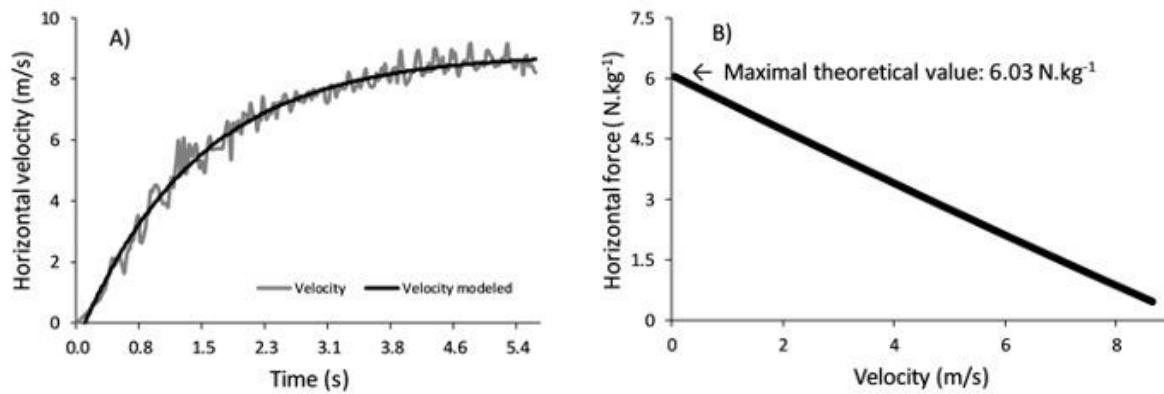 A)
Horizontal velocity (m/s)
10
8
6
4
2
0
Velocity
Velocity modeled
0.0 0.8 1.5 2.3 3.1 3.8 4.6 5.4
Time (s)
B)
Horizontal force ( N.kg-1)
7.5
6
4.5
3
1.5
0
← Maximal theoretical value: 6.03 N.kg-1
0 2 4 6 8
Velocity (m/s)